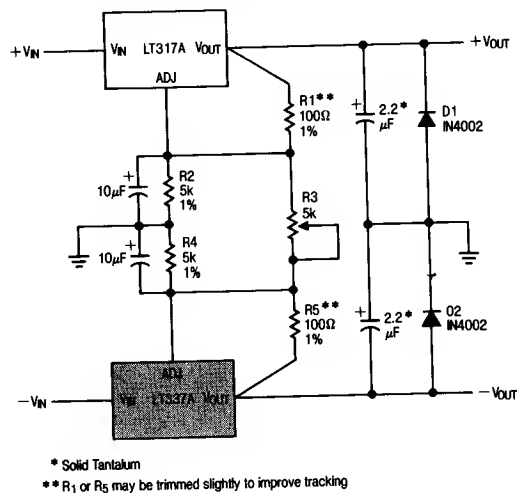 +VIN
VIN LT317A VOUT
ADJ
+VOUT
R1**
100Ω
1%
2.2*
μF
D1
IN4002
+
10μF
R2
5k
1%
R3
5k
+
10μF
R4
5k
1%
R5**
100Ω
1%
+
2.2*
μF
O2
IN4002
+
ADJ
−VIN
VIN LT337A VOUT
−VOUT
* Solid Tantalum
** R1 or R5 may be trimmed slightly to improve tracking